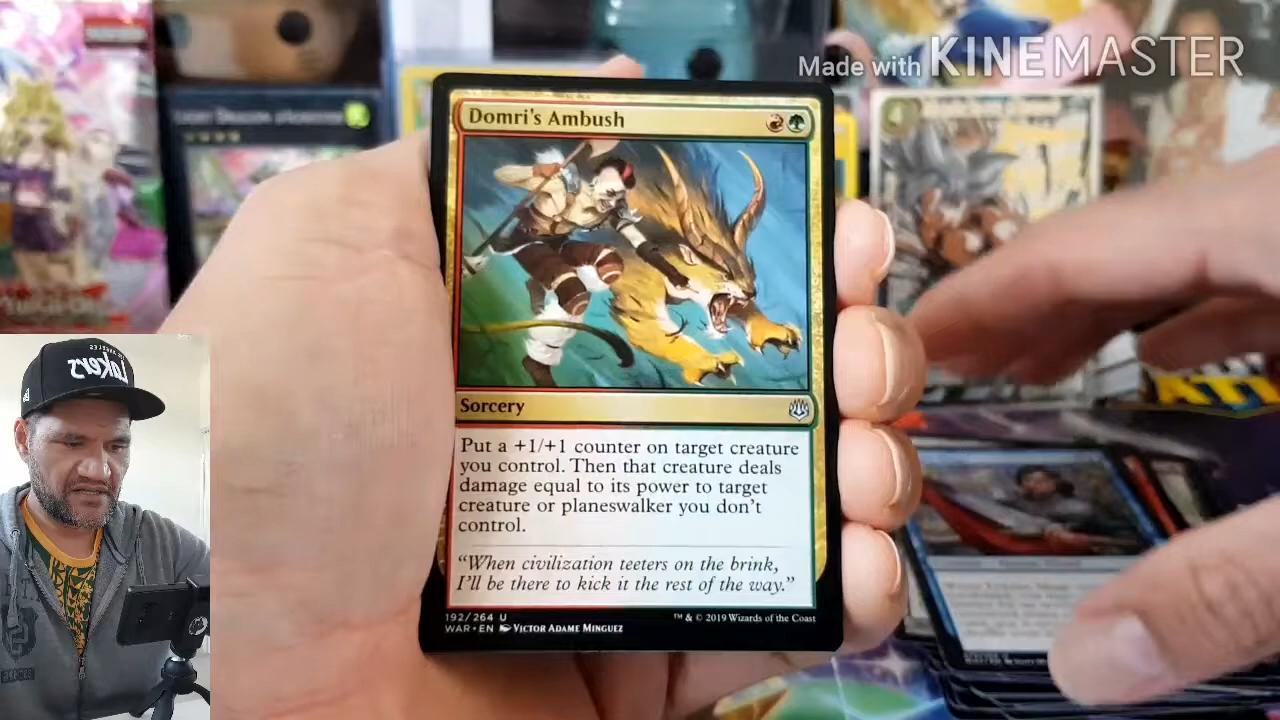 Made with KINEMASTER
Domri's Ambush
Sorcery
Put a +1/+1 counter on target creature
you control. Then that creature deals
damage equal to its power to target
creature or planeswalker you don't
control.
“When civilization teeters on the brink,
I'll be there to kick it the rest of the way.”
192/264 U
WAR • EN Victor Adame Minguez
™ & © 2019 Wizards of the Coast
Lakers